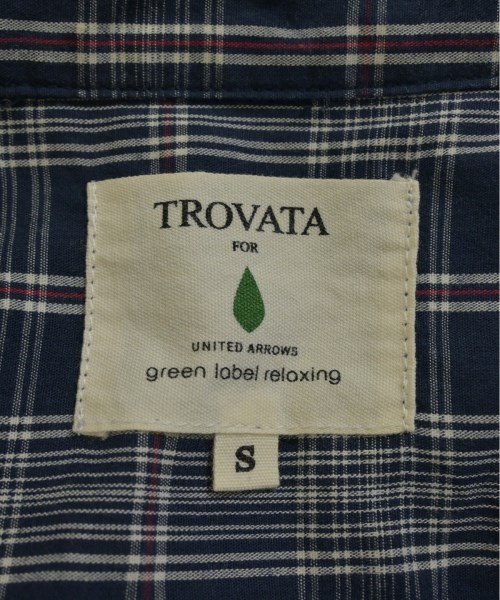 TROVATA
FOR
UNITED ARROWS
green label relaxing
S